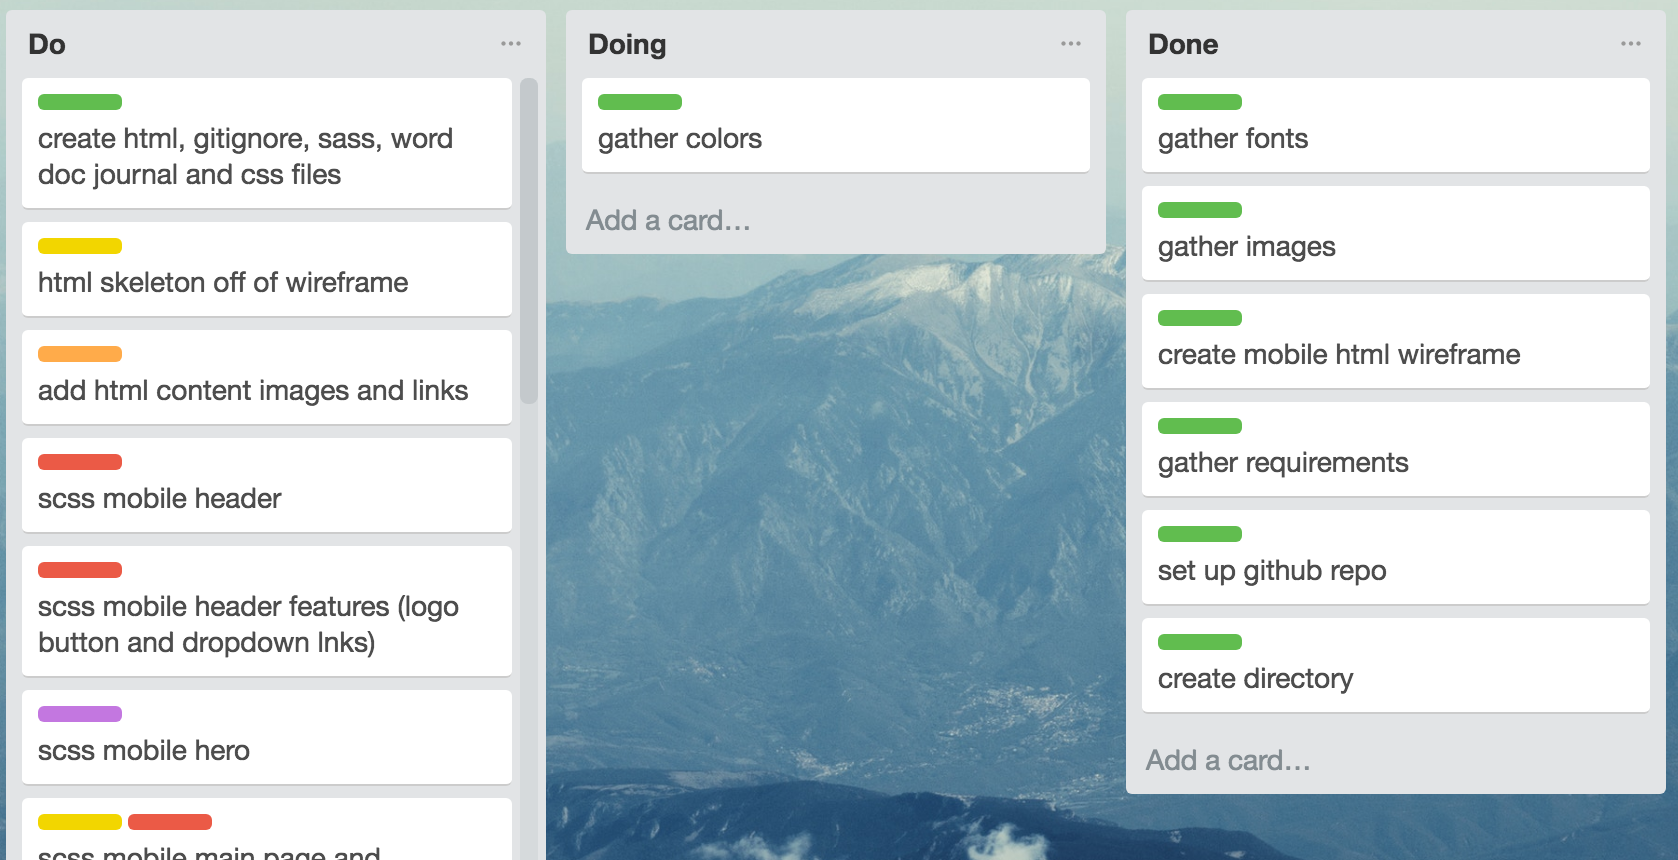 Do
create html, gitignore, sass, word
doc journal and css files
html skeleton off of wireframe
add html content images and links
scss mobile header
scss mobile header features (logo
button and dropdown lnks)
scss mobile hero
scss mobile main page and
Doing
gather colors
Add a card…
Done
gather fonts
gather images
create mobile html wireframe
gather requirements
set up github repo
create directory
Add a card…